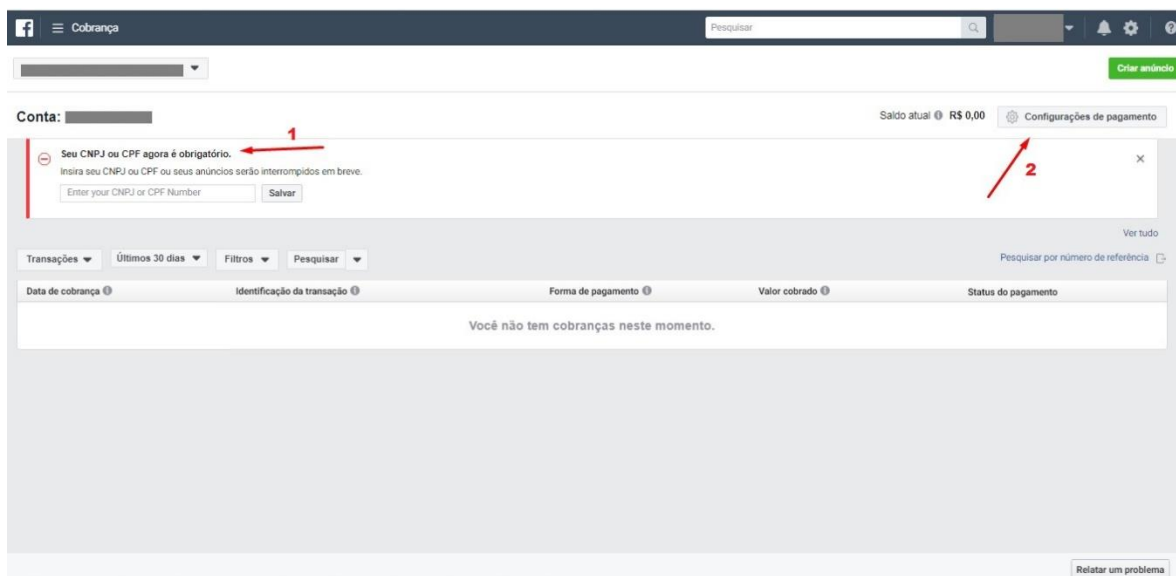 f Cobrança
Pesquisar
Criar anúncio
Conta:
Saldo atual R$ 0,00
Configurações de pagamento
1
Seu CNPJ ou CPF agora é obrigatório.
Insira seu CNPJ ou CPF ou seus anúncios serão interrompidos em breve.
2
Enter your CNPJ or CPF Number
Salvar
Ver tudo
Transações Últimos 30 dias Filtros Pesquisar
Pesquisar por número de referência
Data de cobrança Identificação da transação Forma de pagamento Valor cobrado Status do pagamento
Você não tem cobranças neste momento.
Relatar um problema